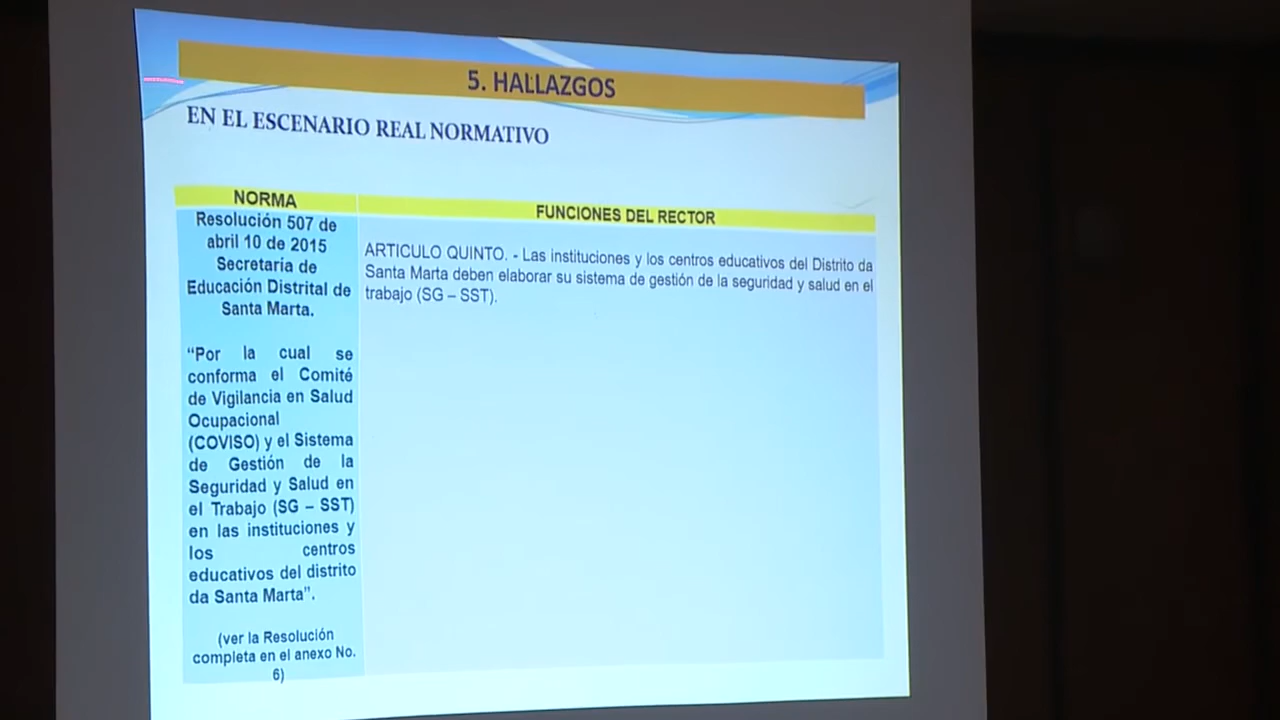 5. HALLAZGOS
EN EL ESCENARIO REAL NORMATIVO
NORMA
Resolución 507 de
abril 10 de 2015
Secretaría de
Educación Distrital de
Santa Marta.
“Por la cual se
conforma el Comité
de Vigilancia en Salud
Ocupacional
(COVISO) y el Sistema
de Gestión de la
Seguridad y Salud en
el Trabajo (SG – SST)
en las instituciones y
los centros
educativos del distrito
da Santa Marta”.
(ver la Resolución
completa en el anexo No.
6)
FUNCIONES DEL RECTOR
ARTICULO QUINTO. - Las instituciones y los centros educativos del Distrito da
Santa Marta deben elaborar su sistema de gestión de la seguridad y salud en el
trabajo (SG – SST).